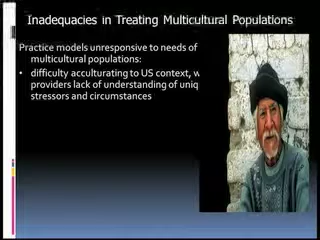 Inadequacies in Treating Multicultural Populations
Practice models unresponsive to needs of
multicultural populations:
• difficulty acculturating to US context, w
providers lack of understanding of uniq
stressors and circumstances